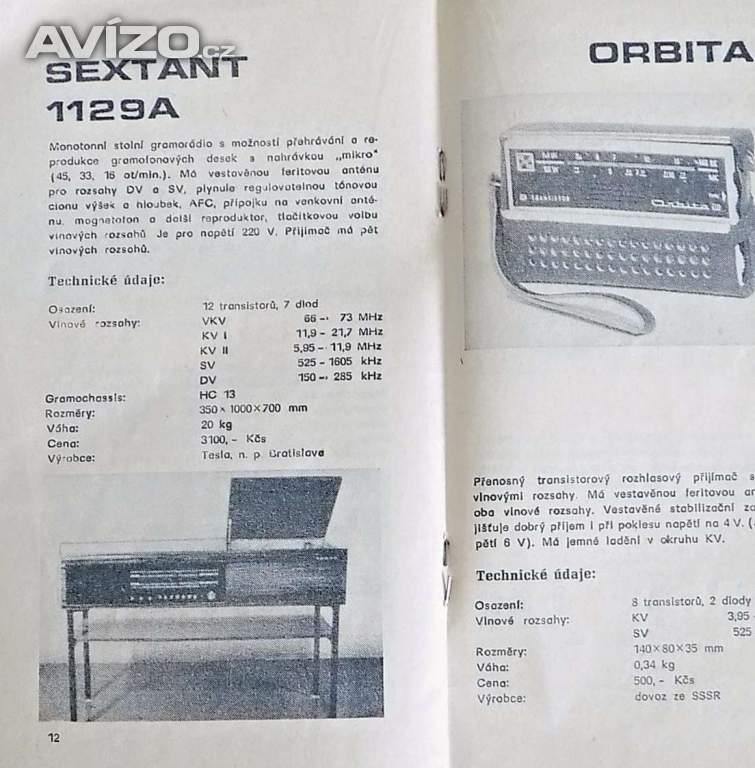 AVÍZO.cz
SEXTANT
1129A
Monotonní stolní gramorádio s možností přehrávání a re-
produkce gramofonových desek s nahrávkou „mikro“
(45, 33, 16 ot/min.). Má vestavěnou feritovou anténu
pro rozsahy DV a SV, plynule regulovatelnou tónovou
clonu výšek a hloubek, AFC, přípojku na venkovní anté-
nu, magnetofon a další reproduktor, tlačítkovou volbu
vlnových rozsahů. Je pro napětí 220 V. Přijímač má pět
vlnových rozsahů.
Technické údaje:
Osazení: 12 transistorů, 7 diod
Vlnové rozsahy: VKV 66 – 73 MHz
KV I 11,9 – 21,7 MHz
KV II 5,95 – 11,9 MHz
SV 525 – 1605 kHz
DV 150 – 285 kHz
Gramochassis: HC 13
Rozměry: 350×1000×700 mm
Váha: 20 kg
Cena: 3100,– Kčs
Výrobce: Tesla, n. p. Bratislava
12
ORBITA
Orbita
Přenosný transistorový rozhlasový přijímač s
vlnovými rozsahy. Má vestavěnou feritovou an
oba vlnové rozsahy. Vestavěné stabilizační za
jišťuje dobrý příjem i při poklesu napětí na 4 V. (
pětí 6 V). Má jemné ladění v okruhu KV.
Technické údaje:
Osazení: 8 transistorů, 2 diody
Vlnové rozsahy: KV 3,95
SV 525
Rozměry: 140×80×35 mm
Váha: 0,34 kg
Cena: 500,– Kčs
Výrobce: dovoz ze SSSR